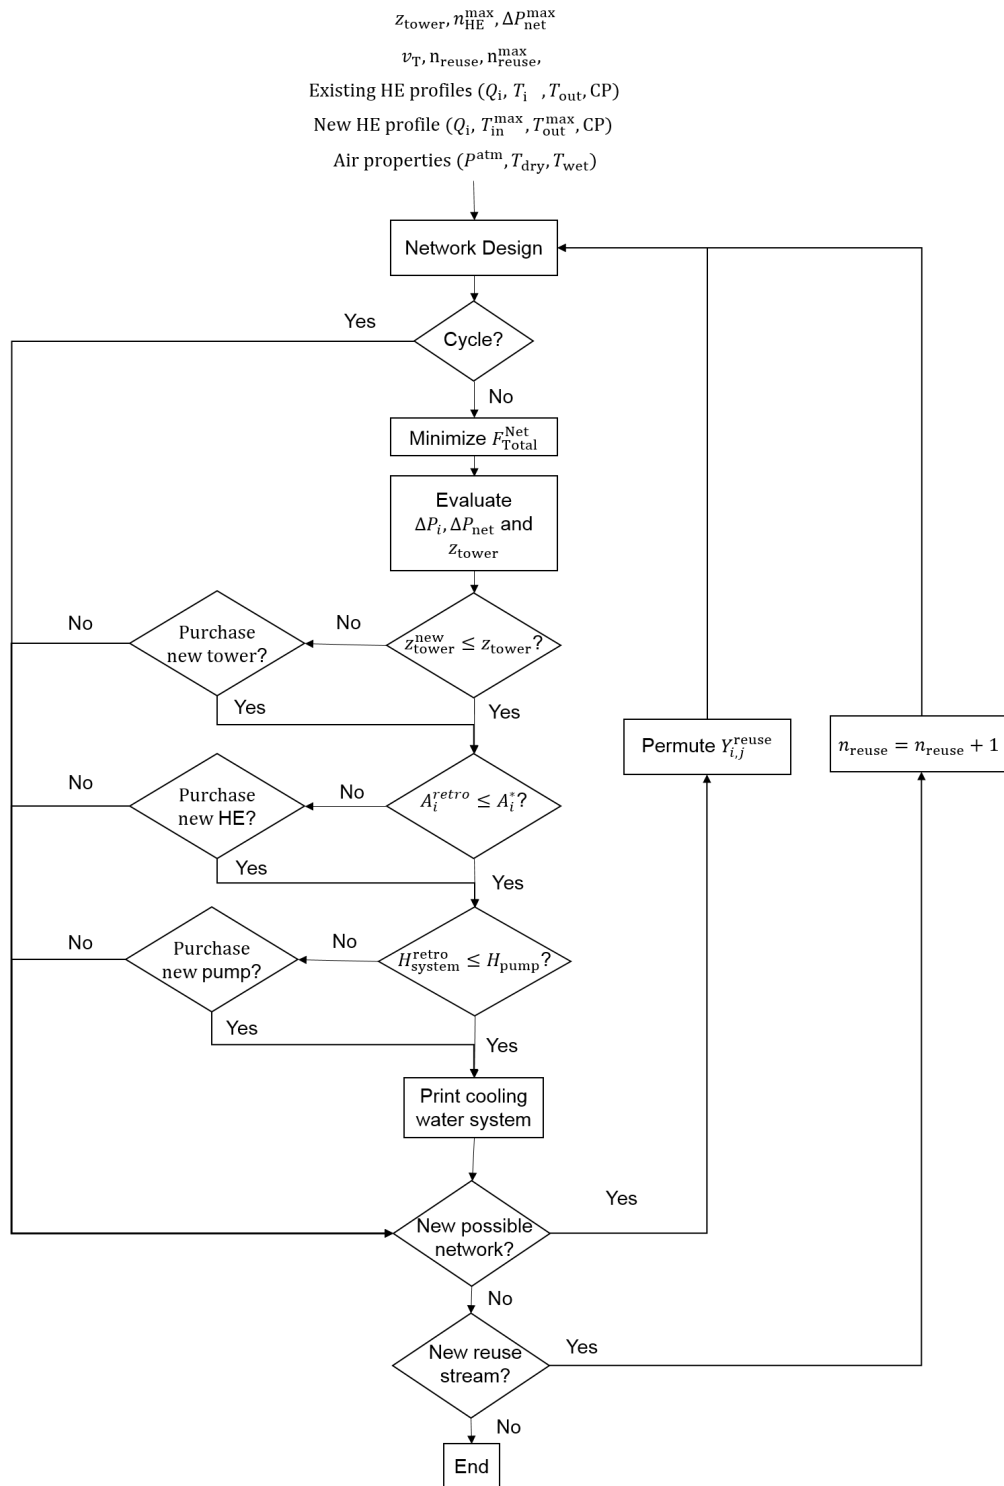 z_tower, n_HE^max, ΔP_net^max
v_T, n_reuse, n_reuse^max,
Existing HE profiles (Q_i, T_i , T_out, CP)
New HE profile (Q_i, T_in^max, T_out^max, CP)
Air properties (P^atm, T_dry, T_wet)
Network Design
Yes
Cycle?
No
Minimize F_Total^Net
Evaluate
ΔP_i, ΔP_net and
z_tower
No
Purchase
new tower?
No
z_tower^new ≤ z_tower?
Yes
Yes
Permute Y_i,j^reuse
n_reuse = n_reuse + 1
No
Purchase
new HE?
No
A_i^retro ≤ A_i^*?
Yes
Yes
No
Purchase
new pump?
No
H_system^retro ≤ H_pump?
Yes
Yes
Print cooling
water system
New possible
network?
Yes
No
New reuse
stream?
Yes
No
End